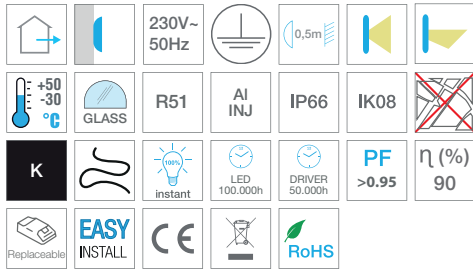 230V~
50Hz
0,5m
+50
-30
°C
GLASS
R51
Al
INJ
IP66
IK08
K
100%
instant
LED
100.000h
DRIVER
50.000h
PF
>0.95
η (%)
90
Replaceable
EASY
INSTALL
CE
RoHS